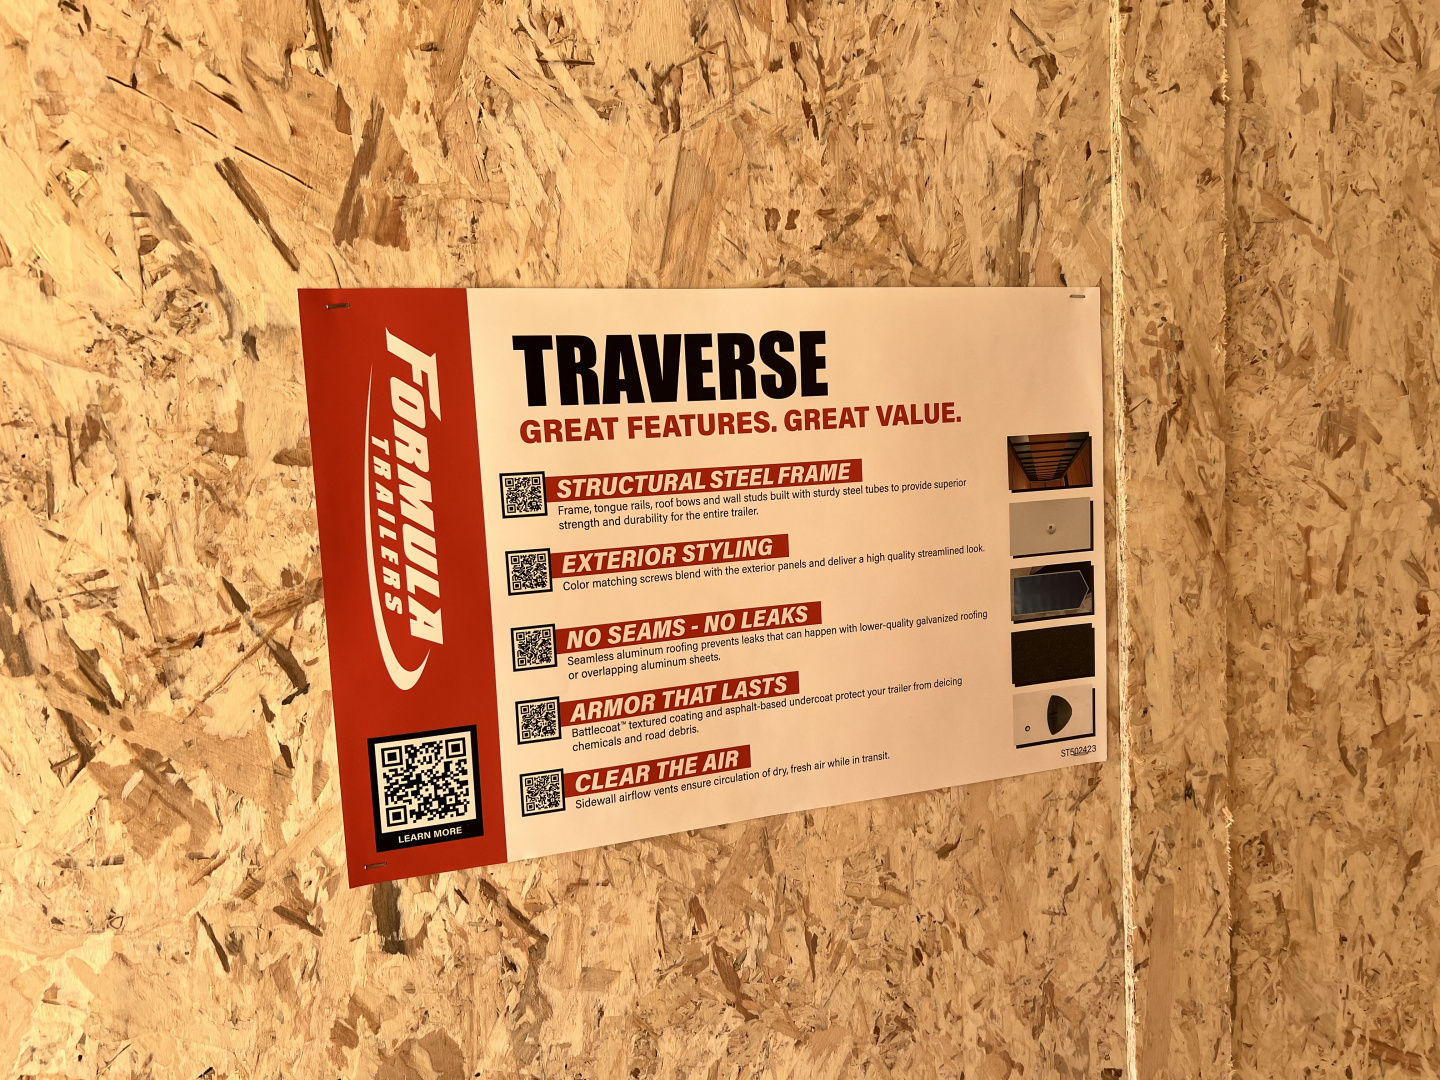 FORMULA
TRAILERS
LEARN MORE
TRAVERSE
GREAT FEATURES. GREAT VALUE.
STRUCTURAL STEEL FRAME
Frame, tongue rails, roof bows and wall studs built with sturdy steel tubes to provide superior
strength and durability for the entire trailer.
EXTERIOR STYLING
Color matching screws blend with the exterior panels and deliver a high quality streamlined look.
NO SEAMS - NO LEAKS
Seamless aluminum roofing prevents leaks that can happen with lower-quality galvanized roofing
or overlapping aluminum sheets.
ARMOR THAT LASTS
Battlecoat™ textured coating and asphalt-based undercoat protect your trailer from deicing
chemicals and road debris.
CLEAR THE AIR
Sidewall airflow vents ensure circulation of dry, fresh air while in transit.
ST502423